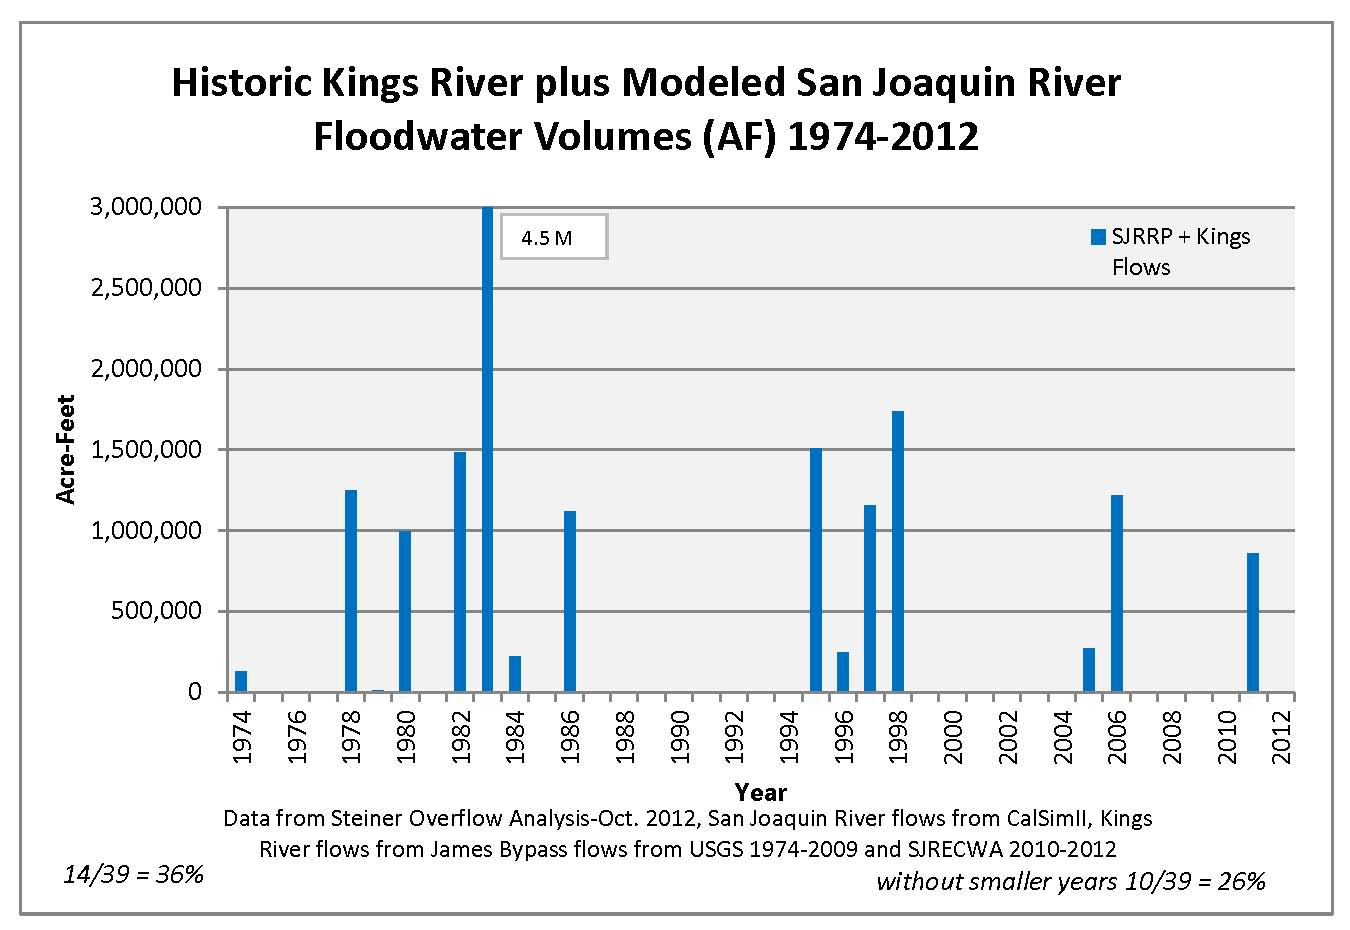 Historic Kings River plus Modeled San Joaquin River
Floodwater Volumes (AF) 1974-2012
3,000,000
2,500,000
2,000,000
1,500,000
1,000,000
500,000
0
Acre-Feet
4.5 M
SJRRP + Kings
Flows
1974
1976
1978
1980
1982
1984
1986
1988
1990
1992
1994
1996
1998
2000
2002
2004
2006
2008
2010
2012
Year
Data from Steiner Overflow Analysis-Oct. 2012, San Joaquin River flows from CalSimII, Kings
River flows from James Bypass flows from USGS 1974-2009 and SJRECWA 2010-2012
14/39 = 36%
without smaller years 10/39 = 26%